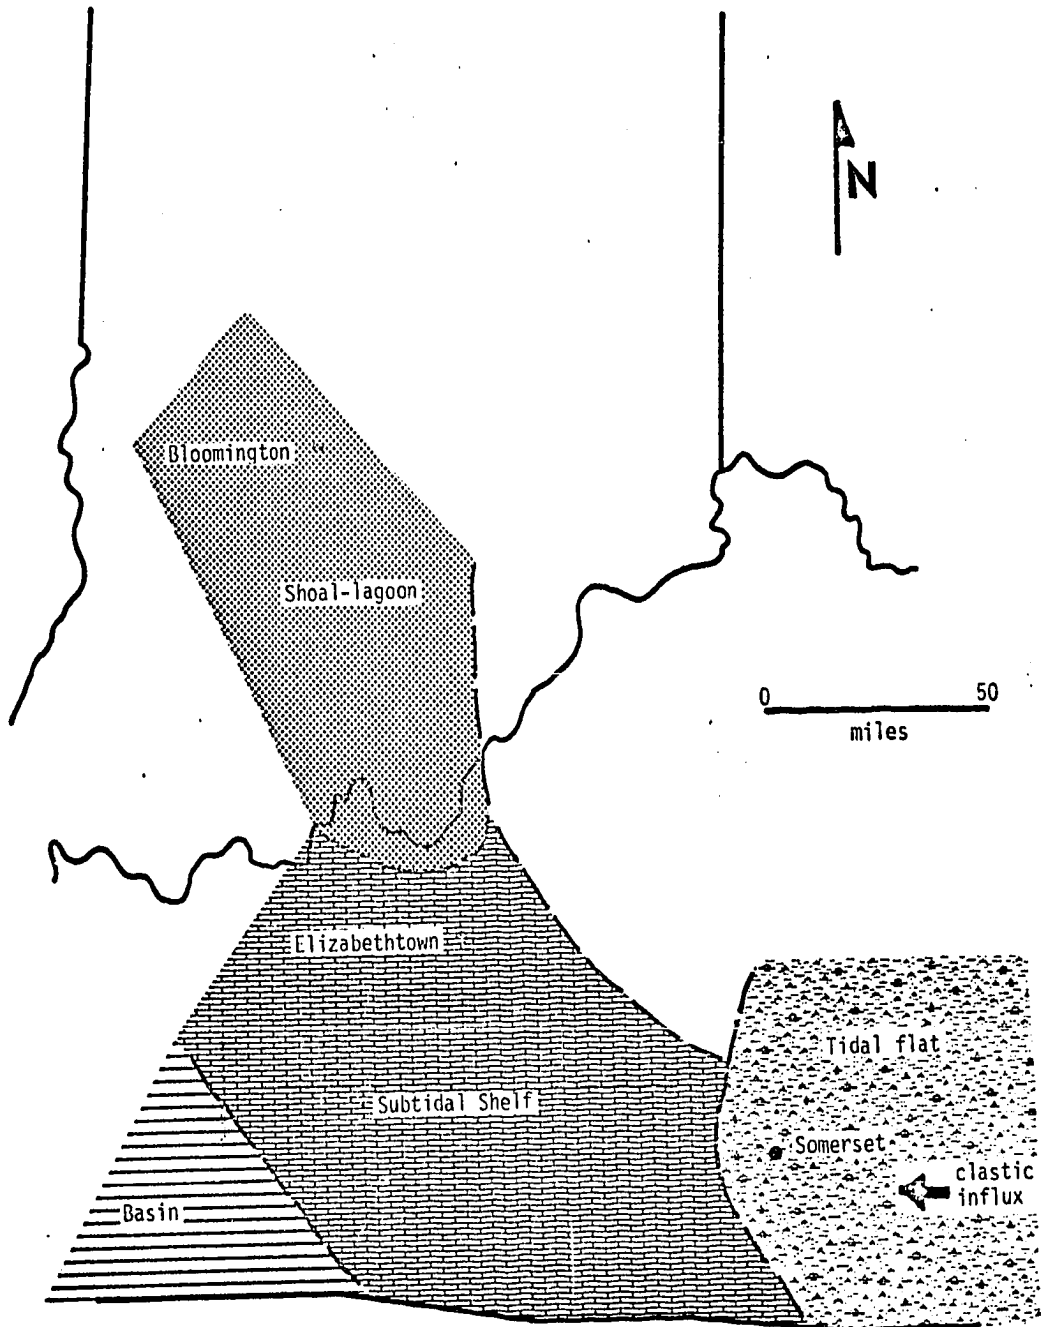 N
Bloomington
Shoal-lagoon
0 50
miles
Elizabethtown
Tidal flat
Subtidal Shelf
Somerset
clastic
influx
Basin